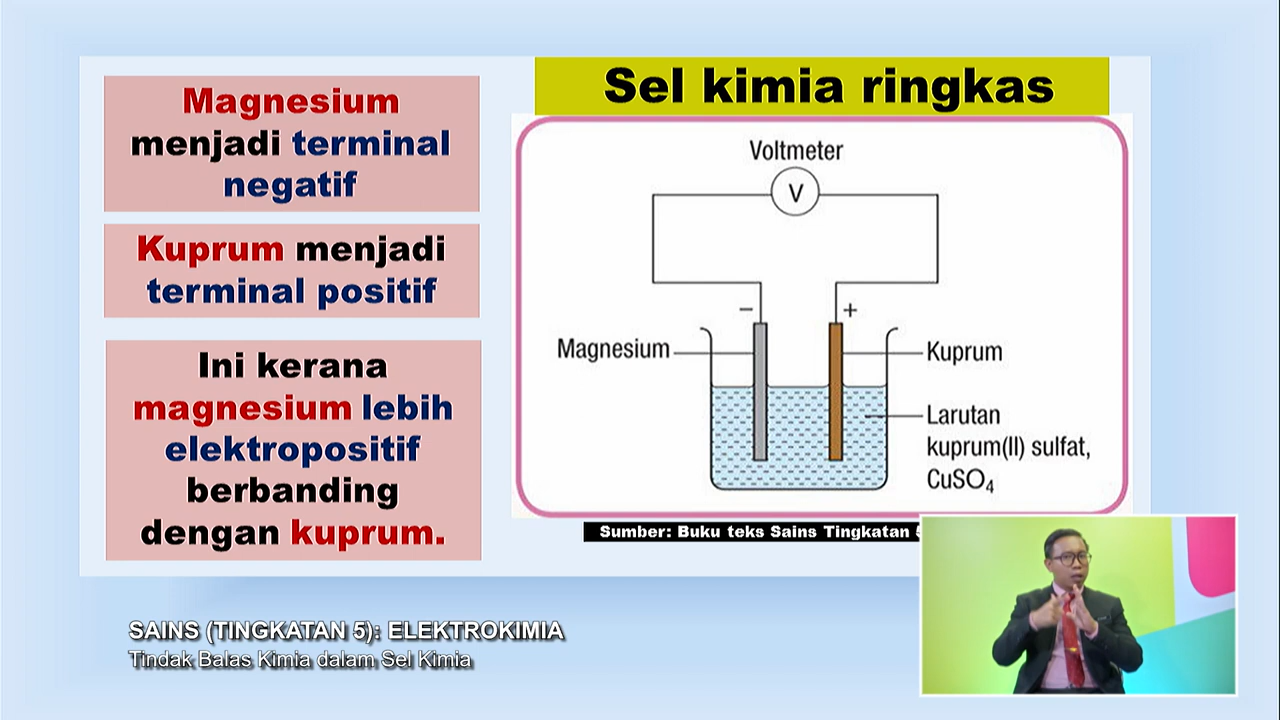 Magnesium
menjadi terminal
negatif
Kuprum menjadi
terminal positif
Ini kerana
magnesium lebih
elektropositif
berbanding
dengan kuprum.
Sel kimia ringkas
Voltmeter
V
− +
Magnesium
Kuprum
Larutan
kuprum(II) sulfat,
CuSO₄
Sumber: Buku teks Sains Tingkatan 5
SAINS (TINGKATAN 5): ELEKTROKIMIA
Tindak Balas Kimia dalam Sel Kimia